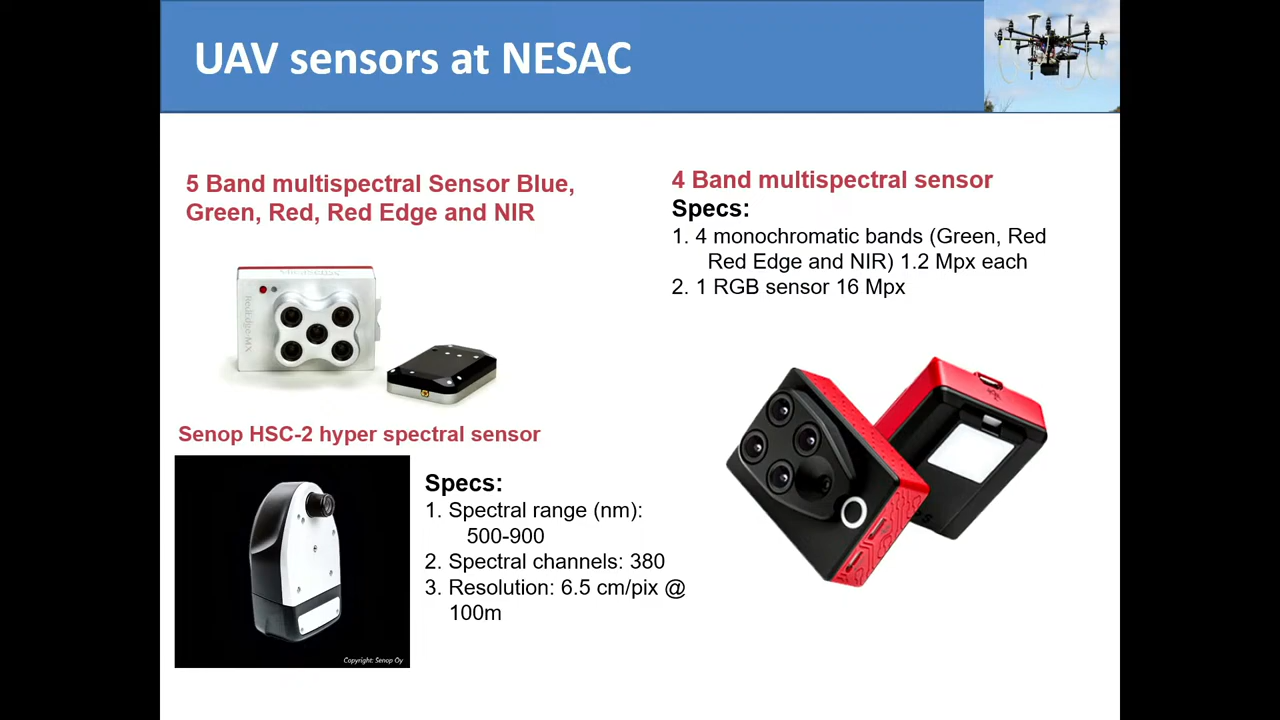 UAV sensors at NESAC
5 Band multispectral Sensor Blue,
Green, Red, Red Edge and NIR
RedEdge-MX
Senop HSC-2 hyper spectral sensor
Specs:
1. Spectral range (nm):
500-900
2. Spectral channels: 380
3. Resolution: 6.5 cm/pix @
100m
Copyright: Senop Oy
4 Band multispectral sensor
Specs:
1. 4 monochromatic bands (Green, Red
Red Edge and NIR) 1.2 Mpx each
2. 1 RGB sensor 16 Mpx